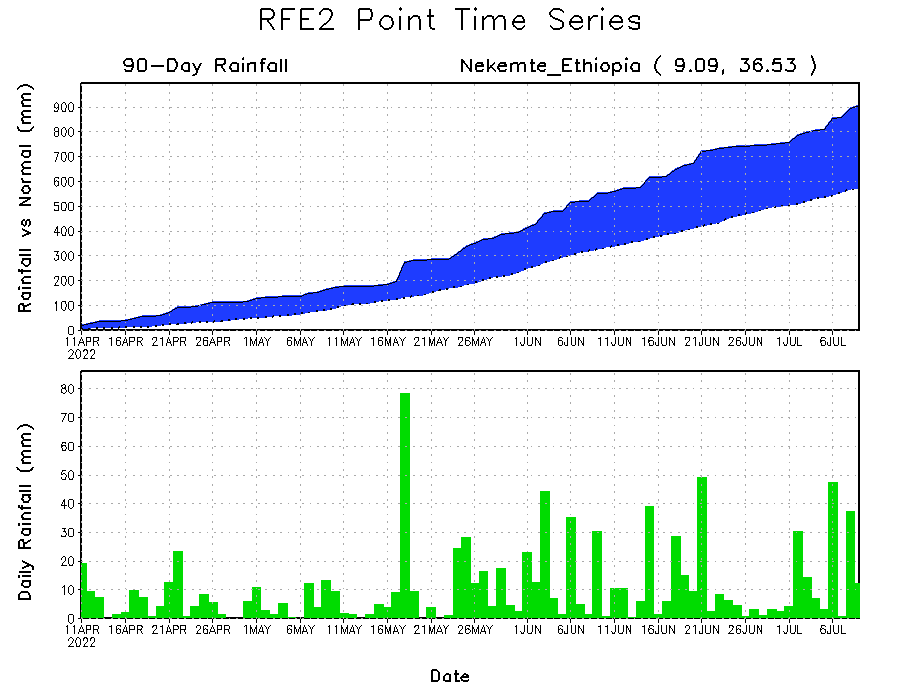 RFE2 Point Time Series
90-Day Rainfall
Nekemte_Ethiopia ( 9.09, 36.53 )
Rainfall vs Normal (mm)
900
800
700
600
500
400
300
200
100
0
11APR 16APR 21APR 26APR 1MAY 6MAY 11MAY 16MAY 21MAY 26MAY 1JUN 6JUN 11JUN 16JUN 21JUN 26JUN 1JUL 6JUL
2022
Daily Rainfall (mm)
80
70
60
50
40
30
20
10
0
11APR 16APR 21APR 26APR 1MAY 6MAY 11MAY 16MAY 21MAY 26MAY 1JUN 6JUN 11JUN 16JUN 21JUN 26JUN 1JUL 6JUL
2022
Date